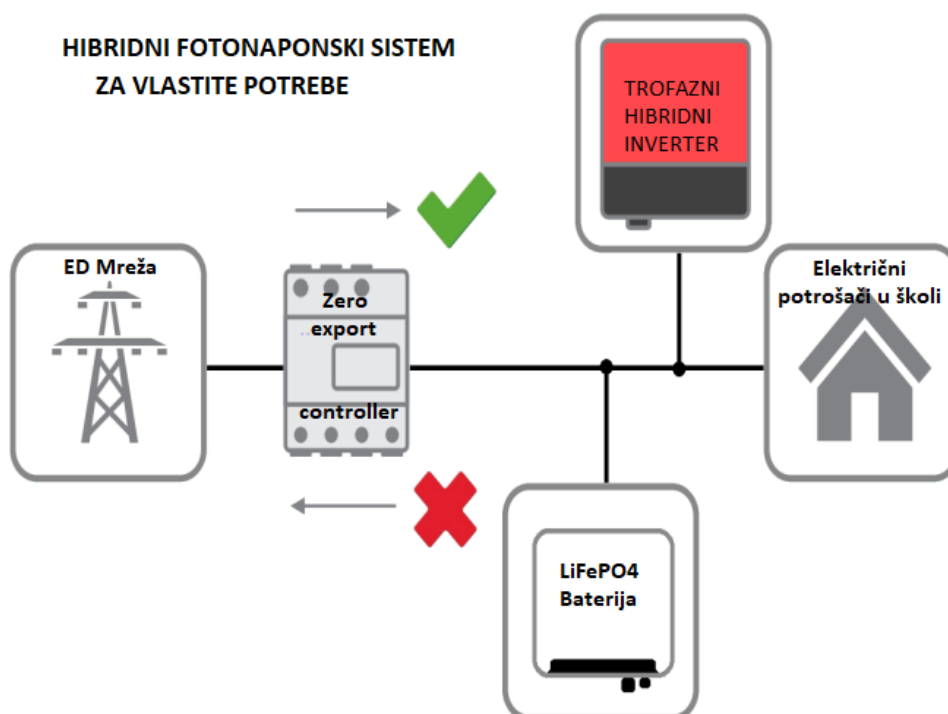 HIBRIDNI FOTONAPONSKI SISTEM
ZA VLASTITE POTREBE
TROFAZNI
HIBRIDNI
INVERTER
ED Mreža
Zero
export
controller
Električni
potrošači u školi
LiFePO4
Baterija